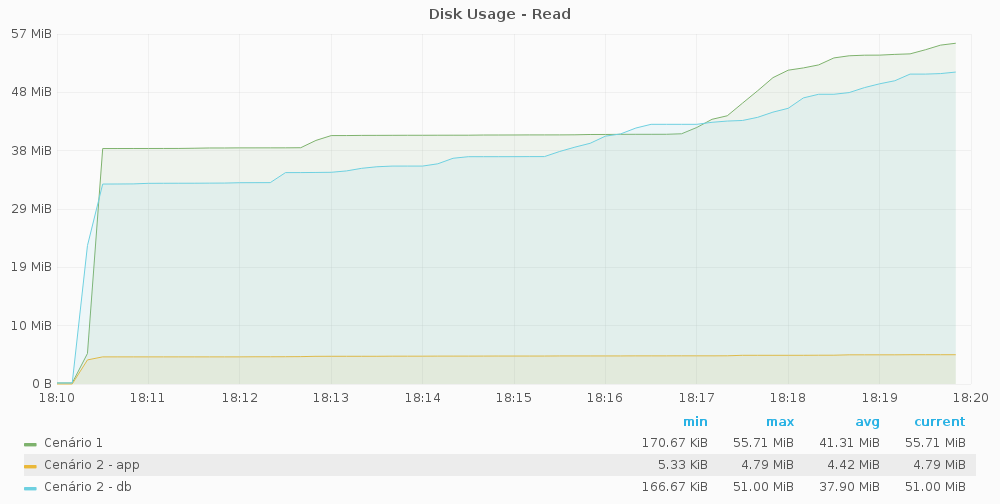 Disk Usage - Read
57 MiB
48 MiB
38 MiB
29 MiB
19 MiB
10 MiB
0 B
18:10 18:11 18:12 18:13 18:14 18:15 18:16 18:17 18:18 18:19 18:20
min max avg current
Cenário 1 170.67 KiB 55.71 MiB 41.31 MiB 55.71 MiB
Cenário 2 - app 5.33 KiB 4.79 MiB 4.42 MiB 4.79 MiB
Cenário 2 - db 166.67 KiB 51.00 MiB 37.90 MiB 51.00 MiB